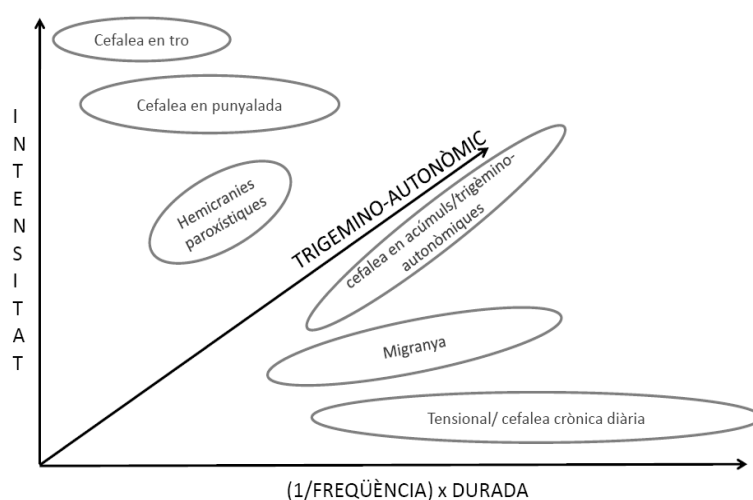 Cefalea en tro
Cefalea en punyalada
INTENSITAT
Hemicranies
paroxístiques
TRIGEMINO-AUTONÒMIC
cefalea en acúmuls/trigèmino-
autonòmiques
Migranya
Tensional/ cefalea crònica diària
(1/FREQÜÈNCIA) x DURADA